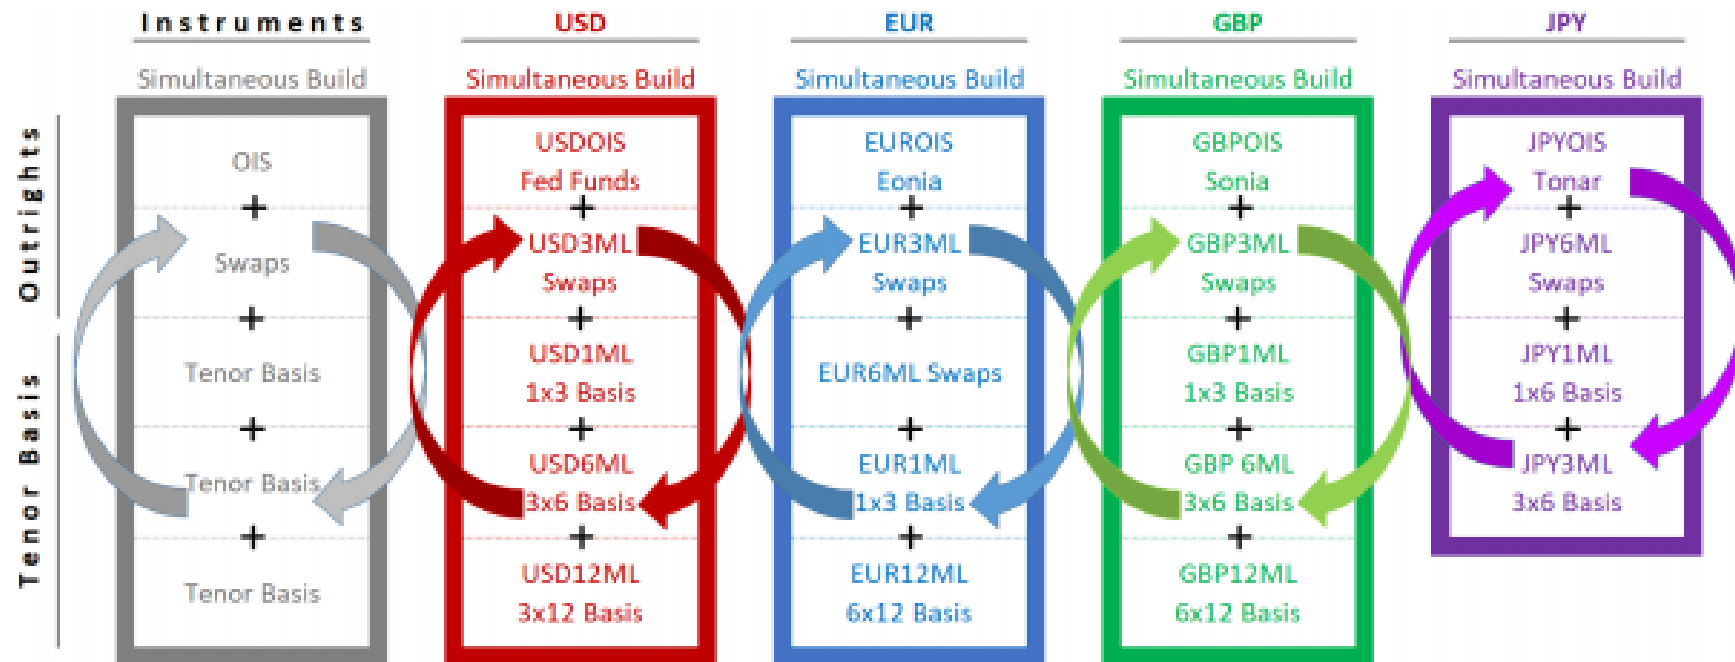 Instruments
Simultaneous Build
OIS
+
Swaps
+
Tenor Basis
+
Tenor Basis
+
Tenor Basis
USD
Simultaneous Build
USDOIS
Fed Funds
+
USD3ML
Swaps
+
USD1ML
1x3 Basis
+
USD6ML
3x6 Basis
+
USD12ML
3x12 Basis
EUR
Simultaneous Build
EUROIS
Eonia
+
EUR3ML
Swaps
+
EUR6ML Swaps
+
EUR1ML
1x3 Basis
+
EUR12ML
6x12 Basis
GBP
Simultaneous Build
GBPOIS
Sonia
+
GBP3ML
Swaps
+
GBP1ML
1x3 Basis
+
GBP 6ML
3x6 Basis
+
GBP12ML
6x12 Basis
JPY
Simultaneous Build
JPYOIS
Tonar
+
JPY6ML
Swaps
+
JPY1ML
1x6 Basis
+
JPY3ML
3x6 Basis
Outrights
Tenor Basis